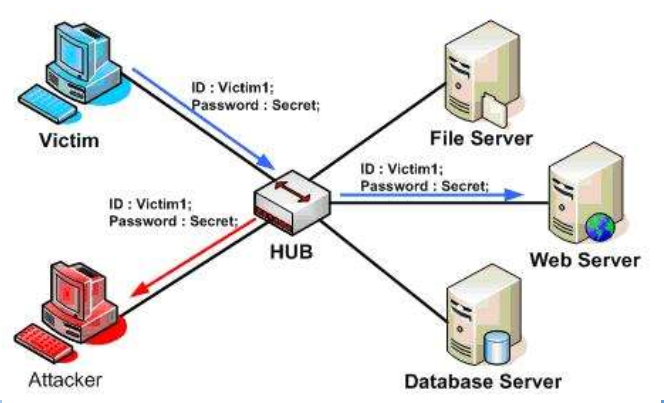 ID : Victim1;
Password : Secret;
Victim
File Server
ID : Victim1;
Password : Secret;
ID : Victim1;
Password : Secret;
HUB
Web Server
Attacker
Database Server